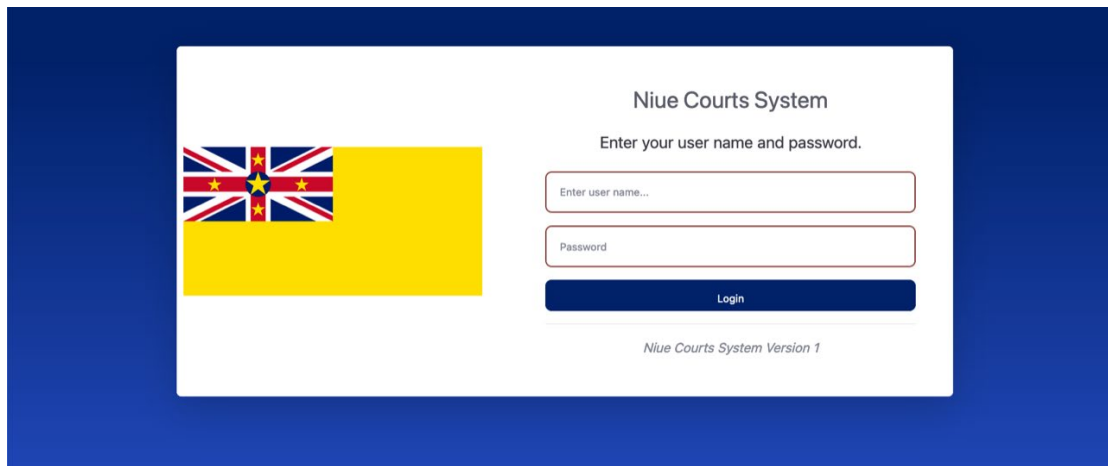 Niue Courts System
Enter your user name and password.
Enter user name...
Password
Login
Niue Courts System Version 1